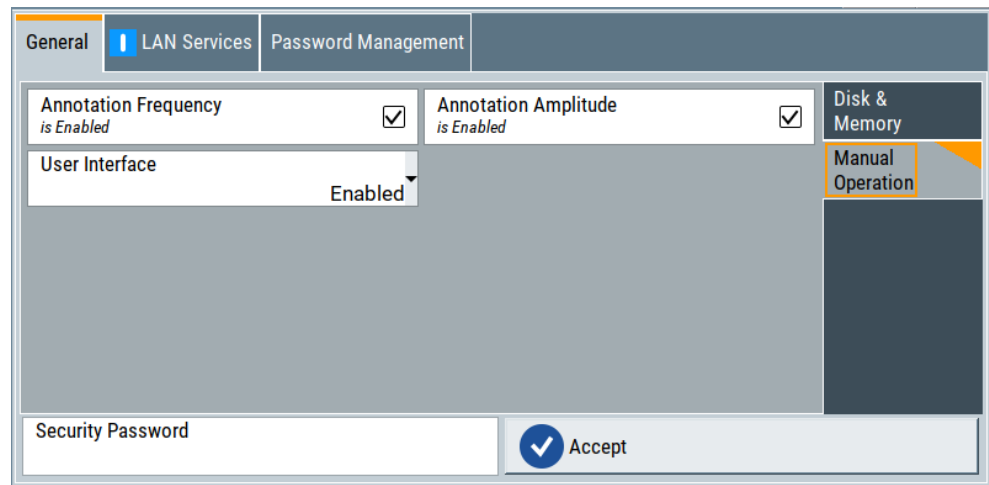 General
LAN Services
Password Management
Annotation Frequency
is Enabled
Annotation Amplitude
is Enabled
Disk &
Memory
User Interface
Enabled
Manual
Operation
Security Password
Accept